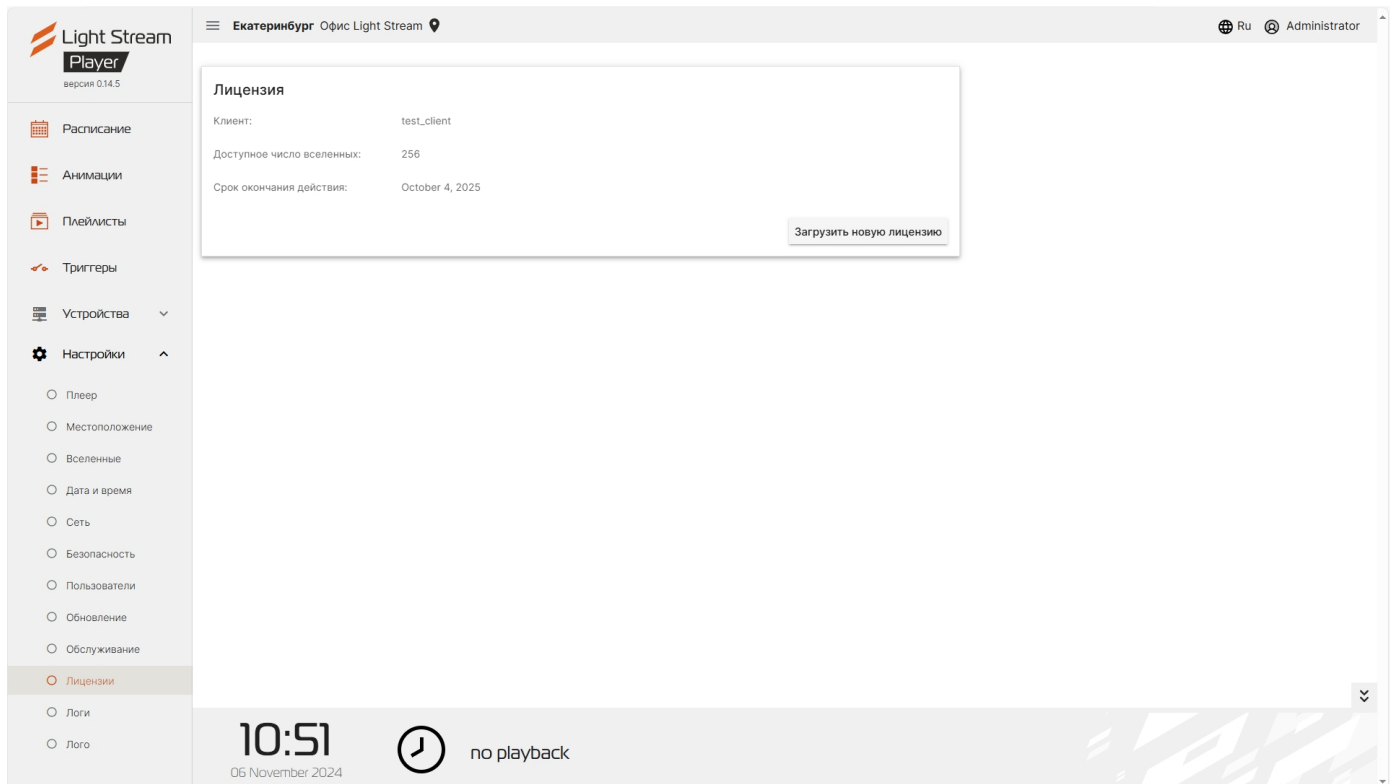 Light Stream
Player
версия 0.14.5
Екатеринбург Офис Light Stream
Ru
Administrator
Расписание
Анимации
Плейлисты
Триггеры
Устройства
Настройки
Плеер
Местоположение
Вселенные
Дата и время
Сеть
Безопасность
Пользователи
Обновление
Обслуживание
Лицензии
Логи
Лого
Лицензия
Клиент: test_client
Доступное число вселенных: 256
Срок окончания действия: October 4, 2025
Загрузить новую лицензию
10:51
06 November 2024
no playback